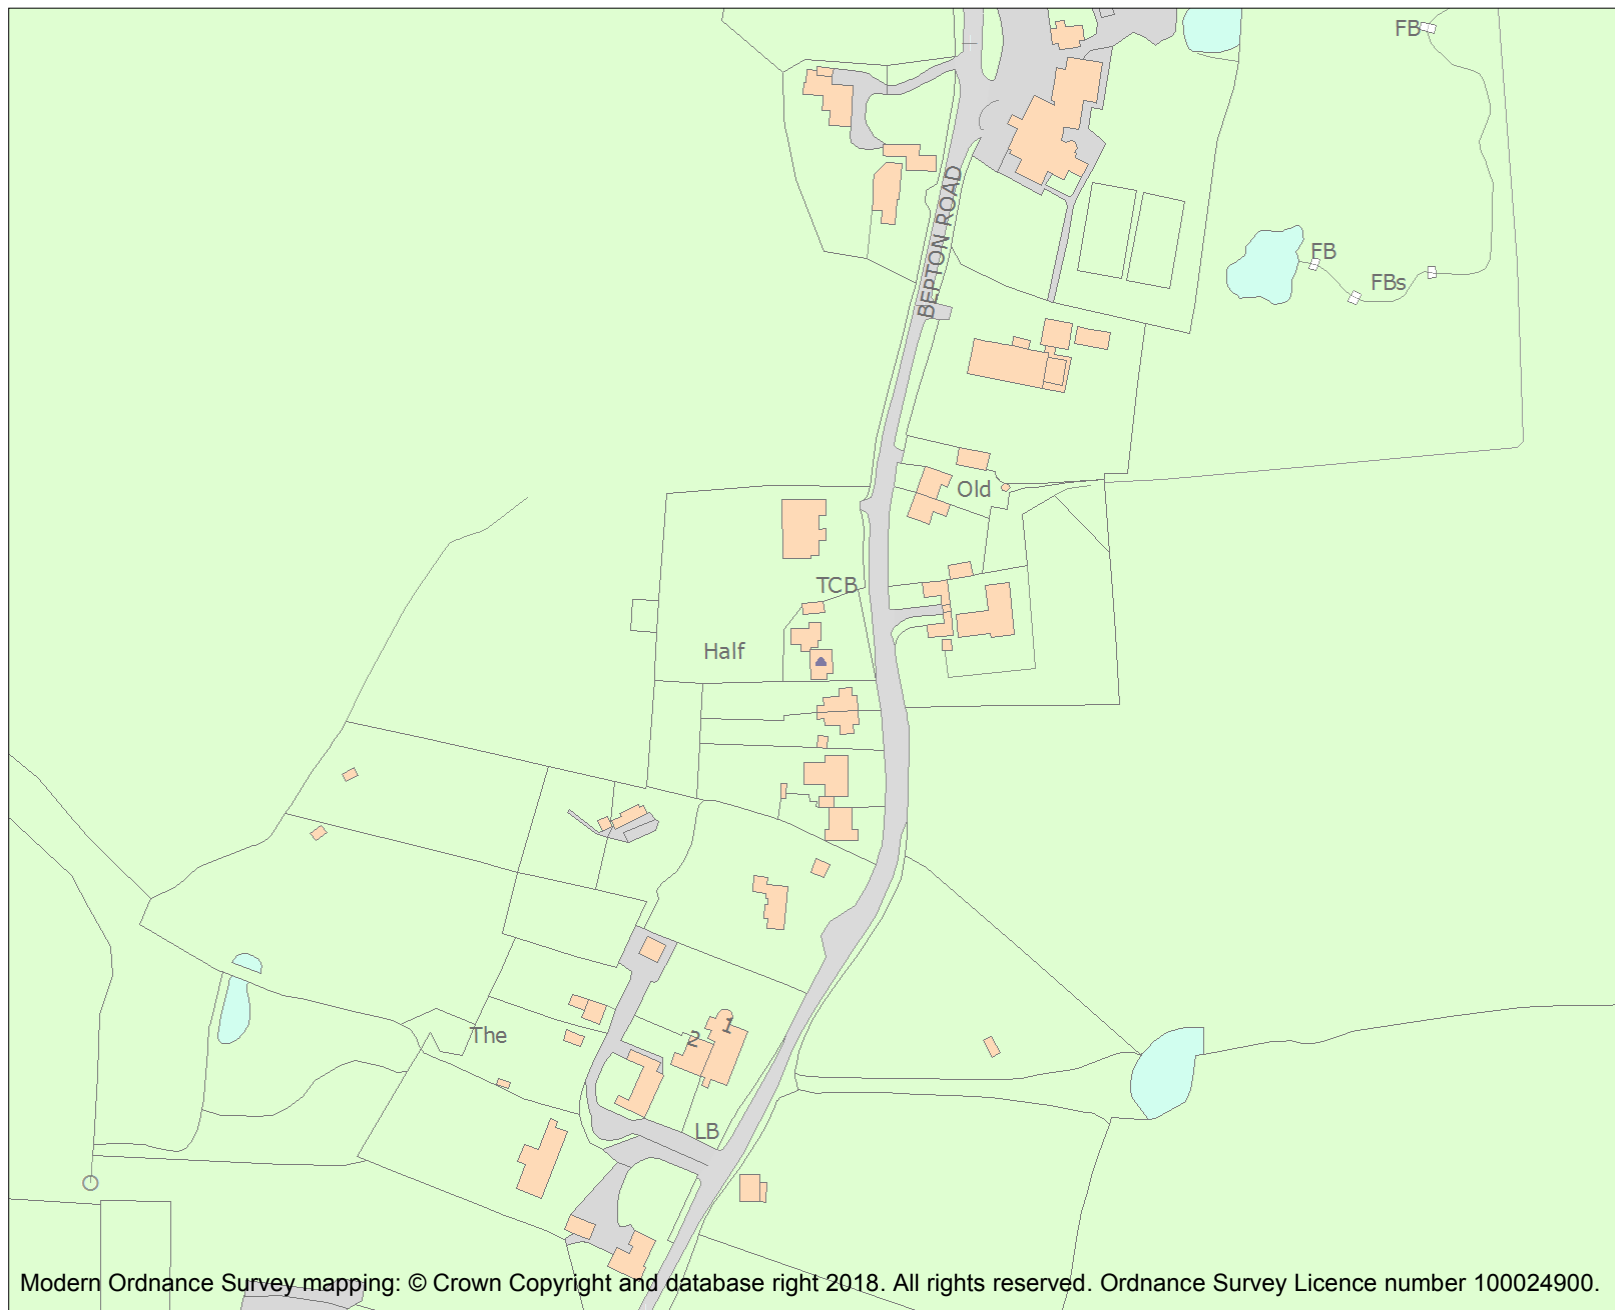 FB
BEPTON ROAD
FB
FBs
Old
TCB
Half
The
1
2
LB
Modern Ordnance Survey mapping: © Crown Copyright and database right 2018. All rights reserved. Ordnance Survey Licence number 100024900.